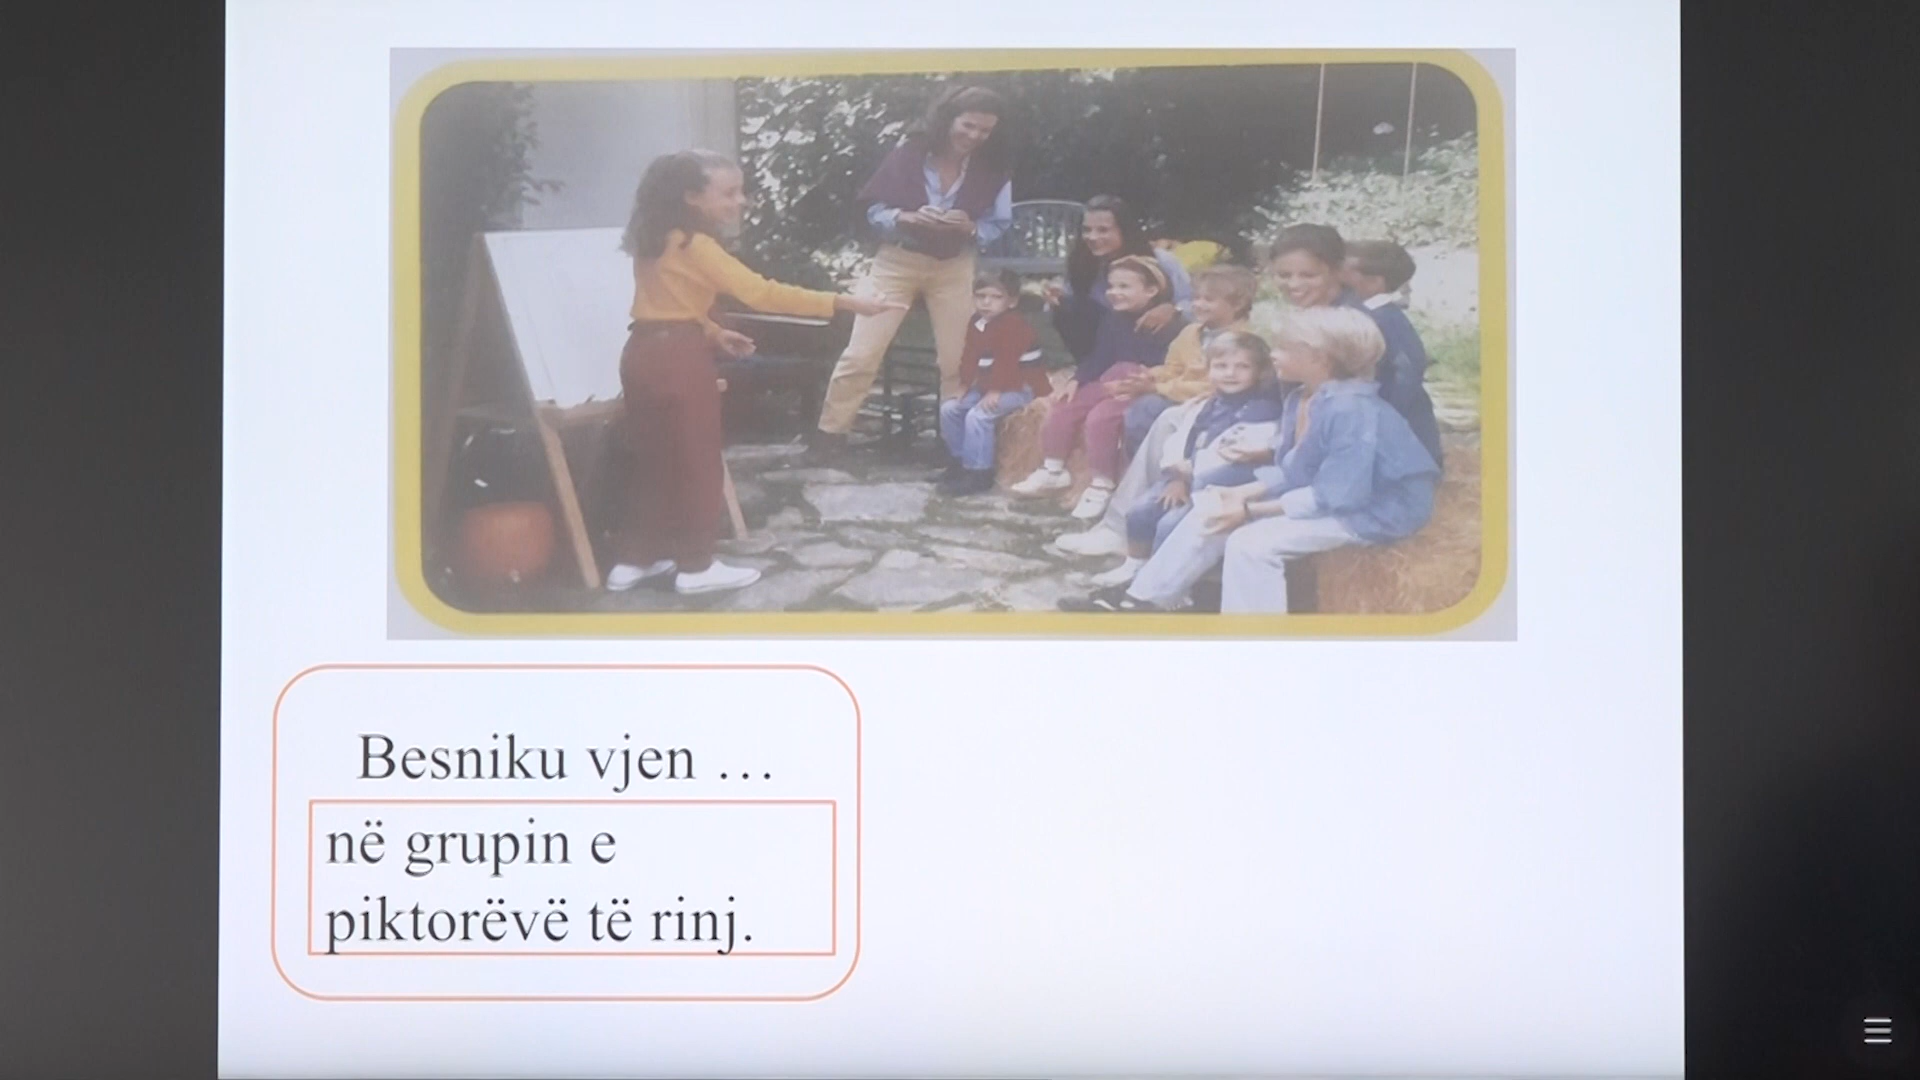 Besniku vjen …
në grupin e
piktorëvë të rinj.